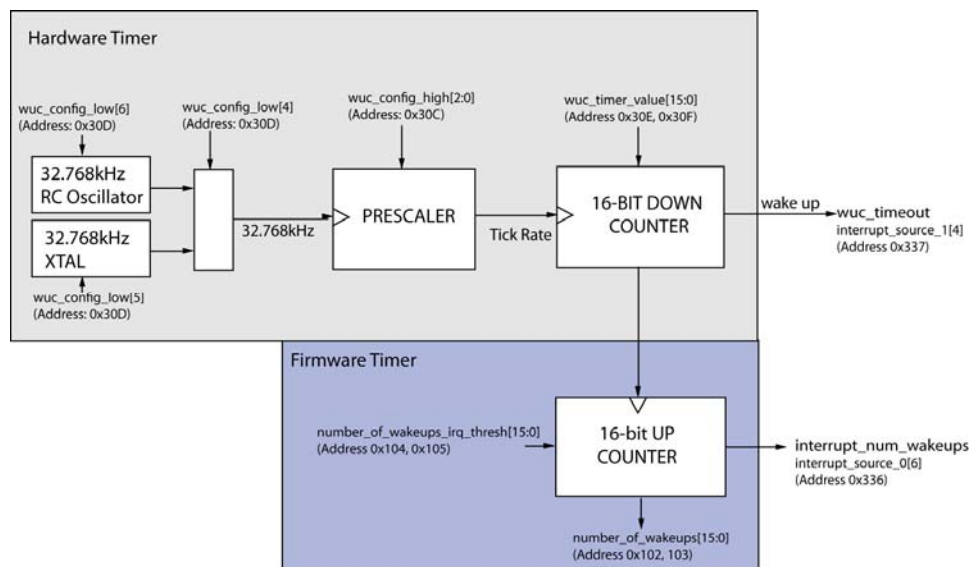 Hardware Timer
wuc_config_low[6]
(Address: 0x30D)
wuc_config_low[4]
(Address: 0x30D)
wuc_config_high[2:0]
(Address: 0x30C)
wuc_timer_value[15:0]
(Address 0x30E, 0x30F)
32.768kHz
RC Oscillator
32.768kHz
XTAL
wuc_config_low[5]
(Address: 0x30D)
32.768kHz
PRESCALER
Tick Rate
16-BIT DOWN
COUNTER
wake up
wuc_timeout
interrupt_source_1[4]
(Address 0x337)
Firmware Timer
number_of_wakeups_irq_thresh[15:0]
(Address 0x104, 0x105)
16-bit UP
COUNTER
interrupt_num_wakeups
interrupt_source_0[6]
(Address 0x336)
number_of_wakeups[15:0]
(Address 0x102, 103)